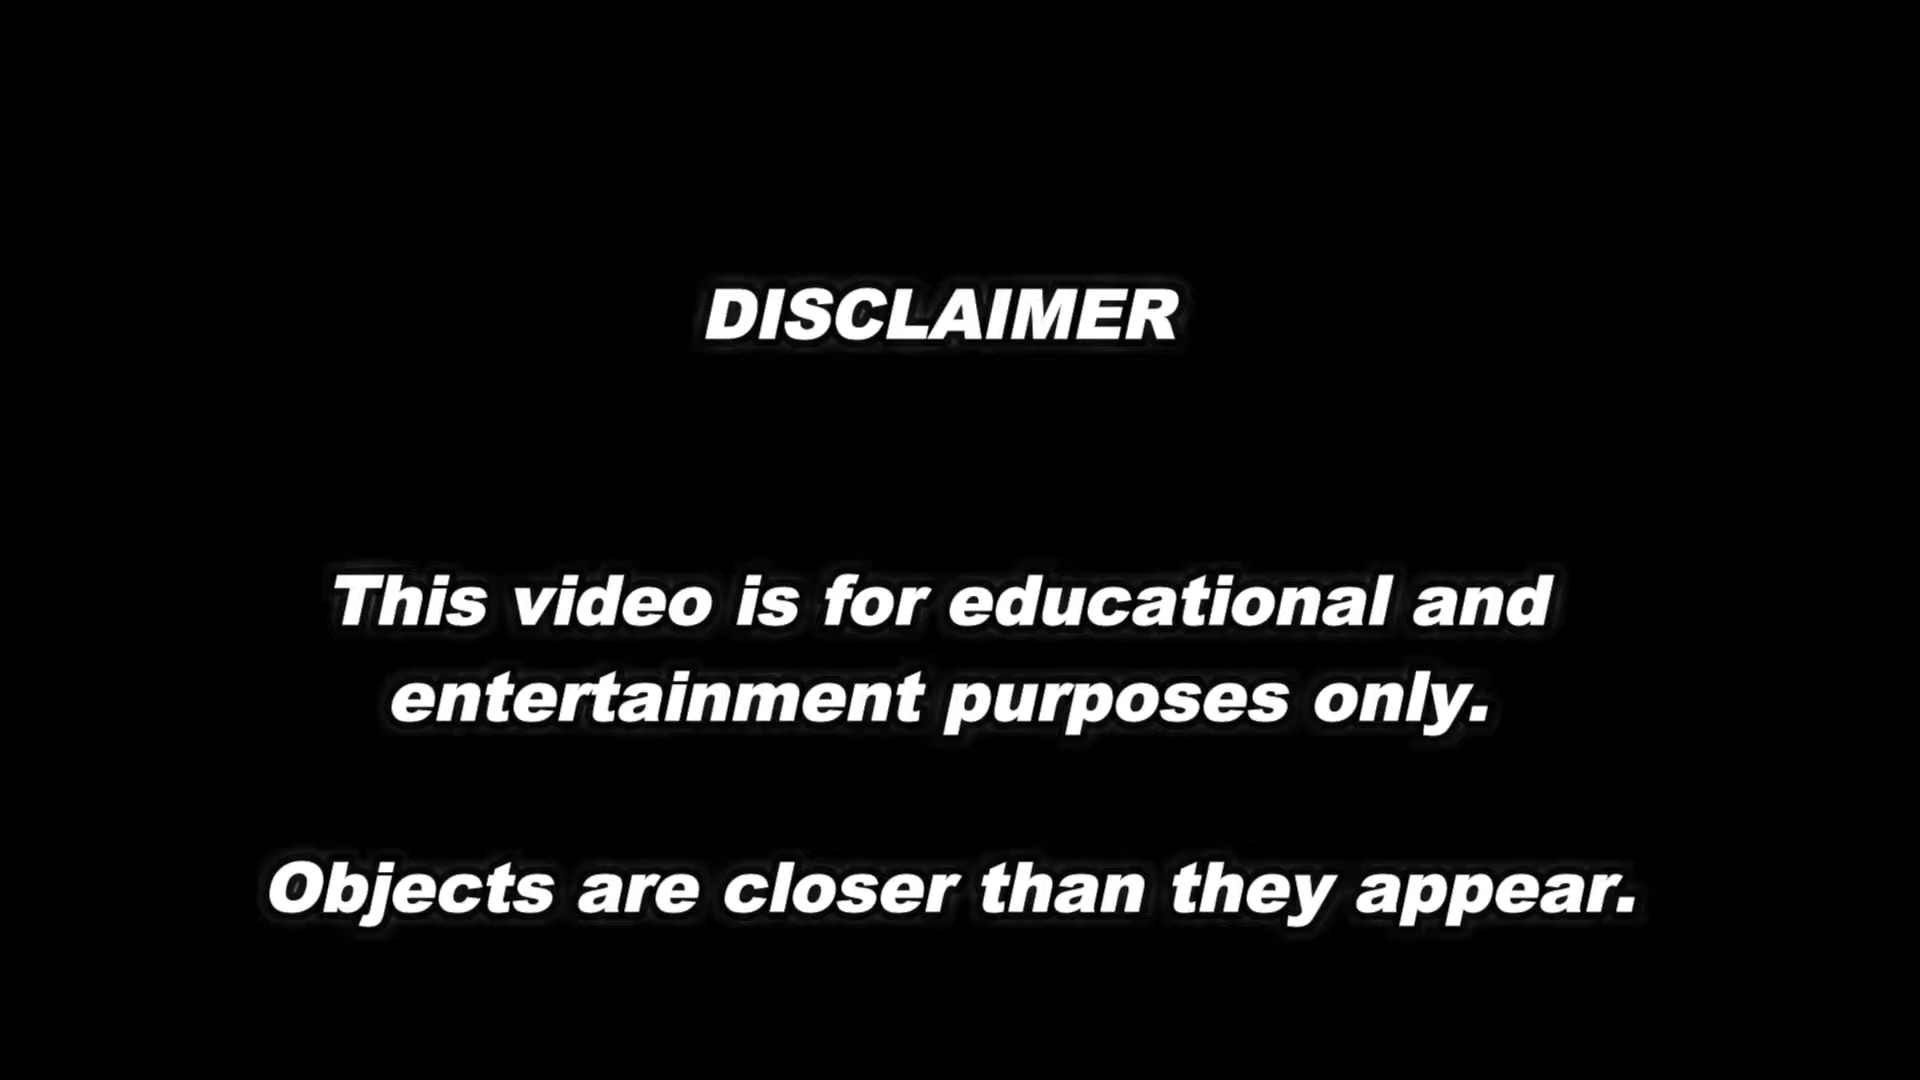 DISCLAIMER
This video is for educational and
entertainment purposes only.
Objects are closer than they appear.